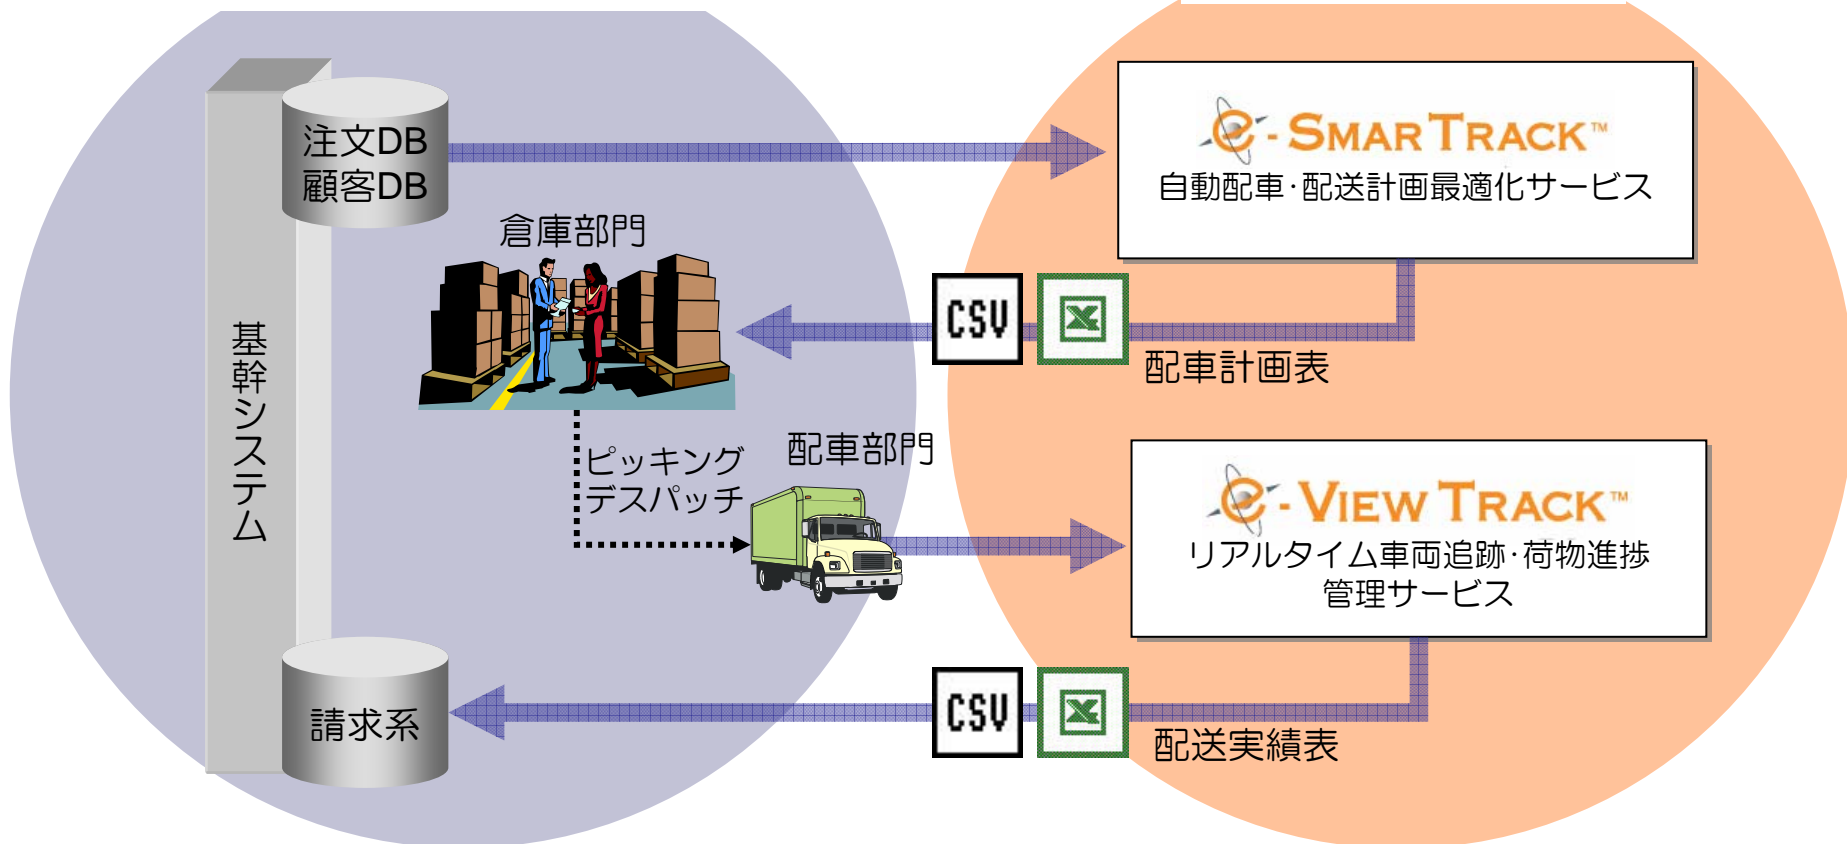 注文DB
顧客DB
e-SMARTRACK™
自動配車・配送計画最適化サービス
倉庫部門
CSV
配車計画表
基幹システム
ピッキング
デスパッチ
配車部門
e-VIEWTRACK™
リアルタイム車両追跡・荷物進捗
管理サービス
請求系
CSV
配送実績表